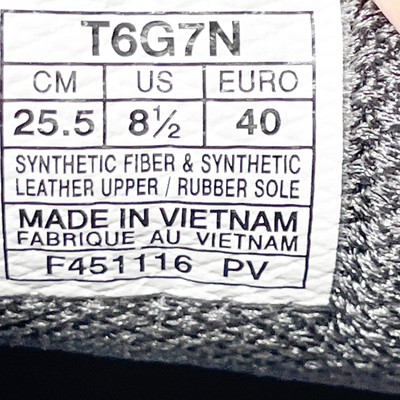 T6G7N
CM US EURO
25.5 8½ 40
SYNTHETIC FIBER & SYNTHETIC
LEATHER UPPER / RUBBER SOLE
MADE IN VIETNAM
FABRIQUE AU VIETNAM
F451116 PV